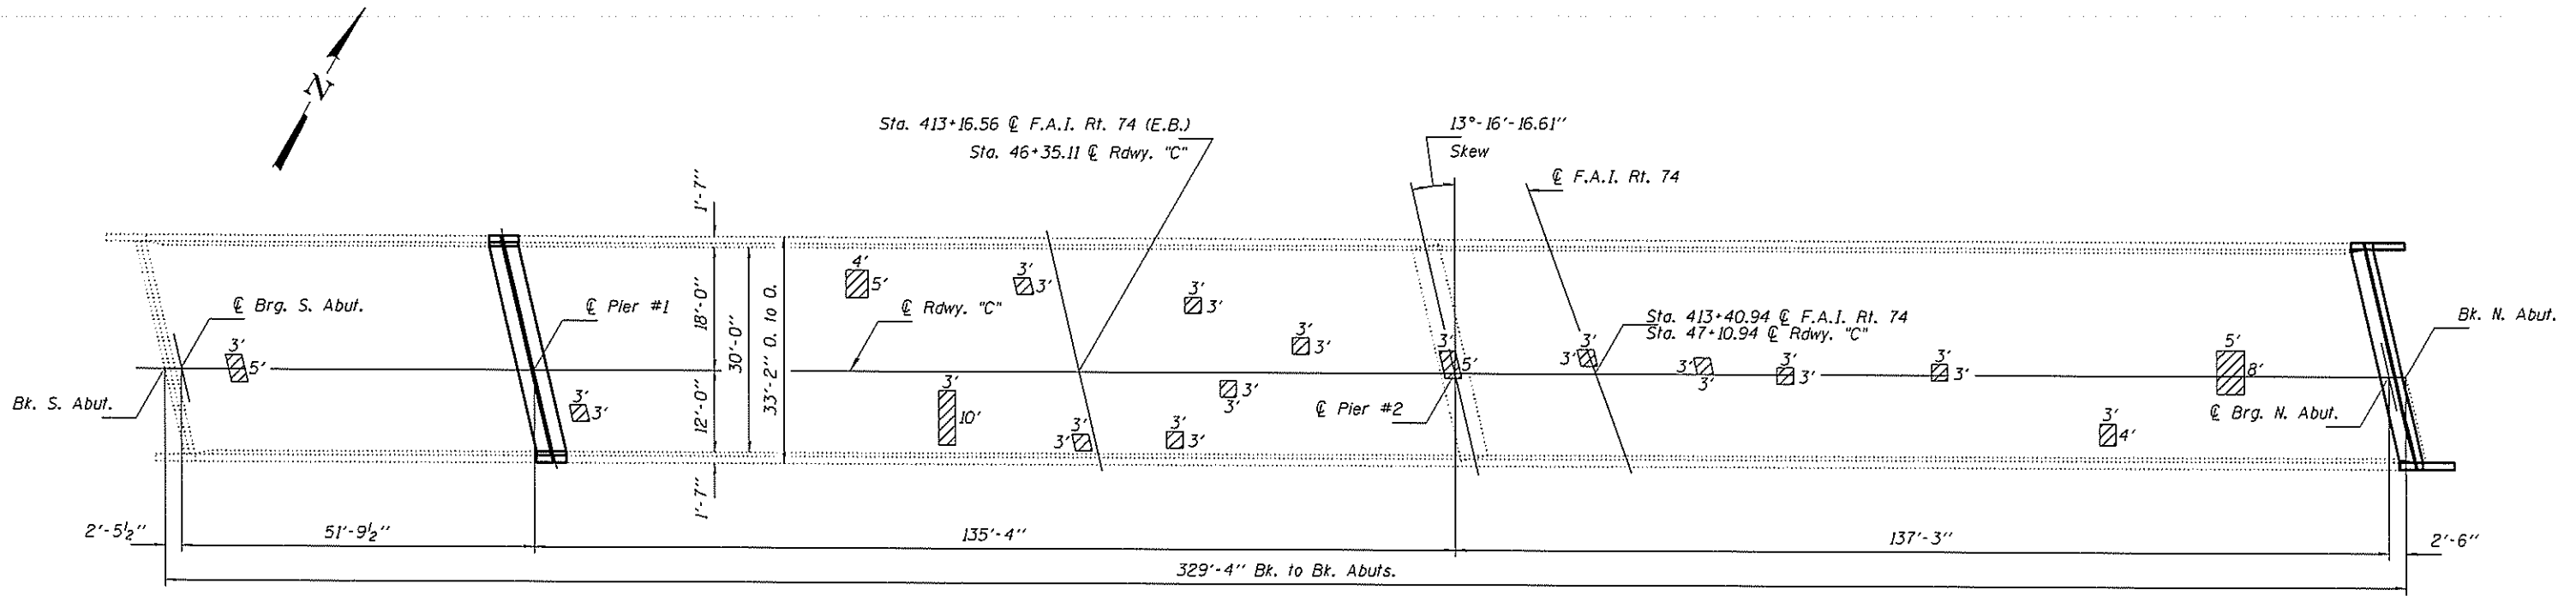 N
Sta. 413+16.56 ℄ F.A.I. Rt. 74 (E.B.)
Sta. 46+35.11 ℄ Rdwy. "C"
13°-16'-16.61"
Skew
℄ F.A.I. Rt. 74
1'-7"
18'-0"
12'-0"
1'-7"
30'-0"
33'-2" O. to O.
℄ Brg. S. Abut.
℄ Pier #1
℄ Rdwy. "C"
Sta. 413+40.94 ℄ F.A.I. Rt. 74
Sta. 47+10.94 ℄ Rdwy. "C"
Bk. N. Abut.
Bk. S. Abut.
℄ Pier #2
℄ Brg. N. Abut.
3'
5'
3'
3'
4'
5'
3'
10'
3'
3'
3'
3'
3'
3'
3'
3'
3'
3'
3'
3'
3'
5'
3'
3'
3'
3'
3'
3'
3'
3'
3'
4'
5'
8'
2'-5½"
51'-9½"
135'-4"
137'-3"
2'-6"
329'-4" Bk. to Bk. Abuts.